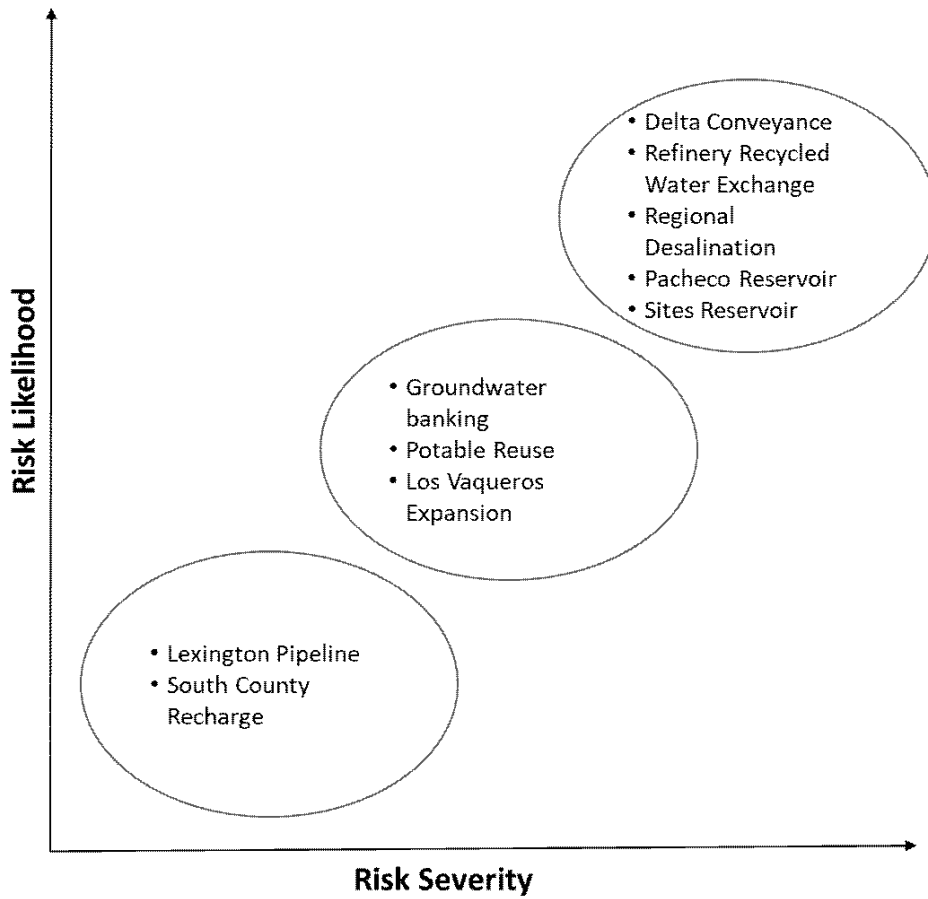 • Delta Conveyance
• Refinery Recycled
Water Exchange
• Regional
Desalination
• Pacheco Reservoir
• Sites Reservoir
• Groundwater
banking
• Potable Reuse
• Los Vaqueros
Expansion
• Lexington Pipeline
• South County
Recharge
Risk Likelihood
Risk Severity